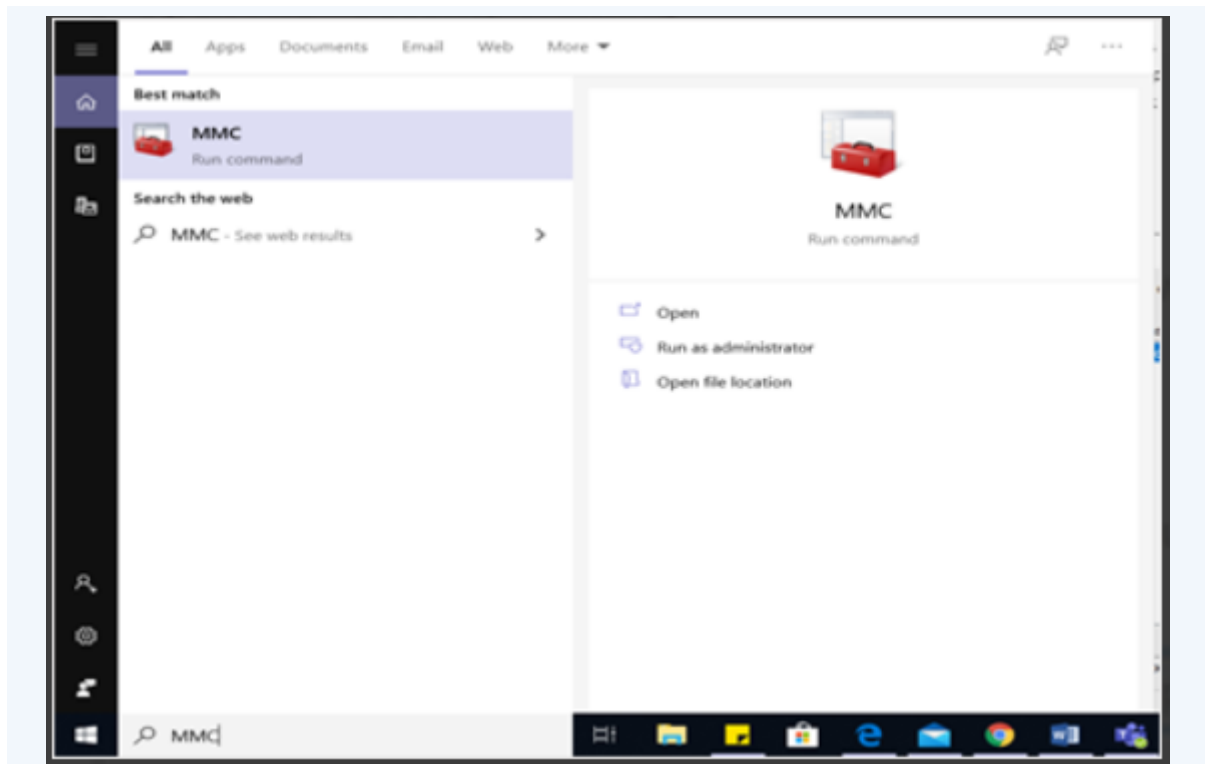 All Apps Documents Email Web More
Best match
MMC
Run command
Search the web
MMC - See web results
MMC
Run command
Open
Run as administrator
Open file location
MMC